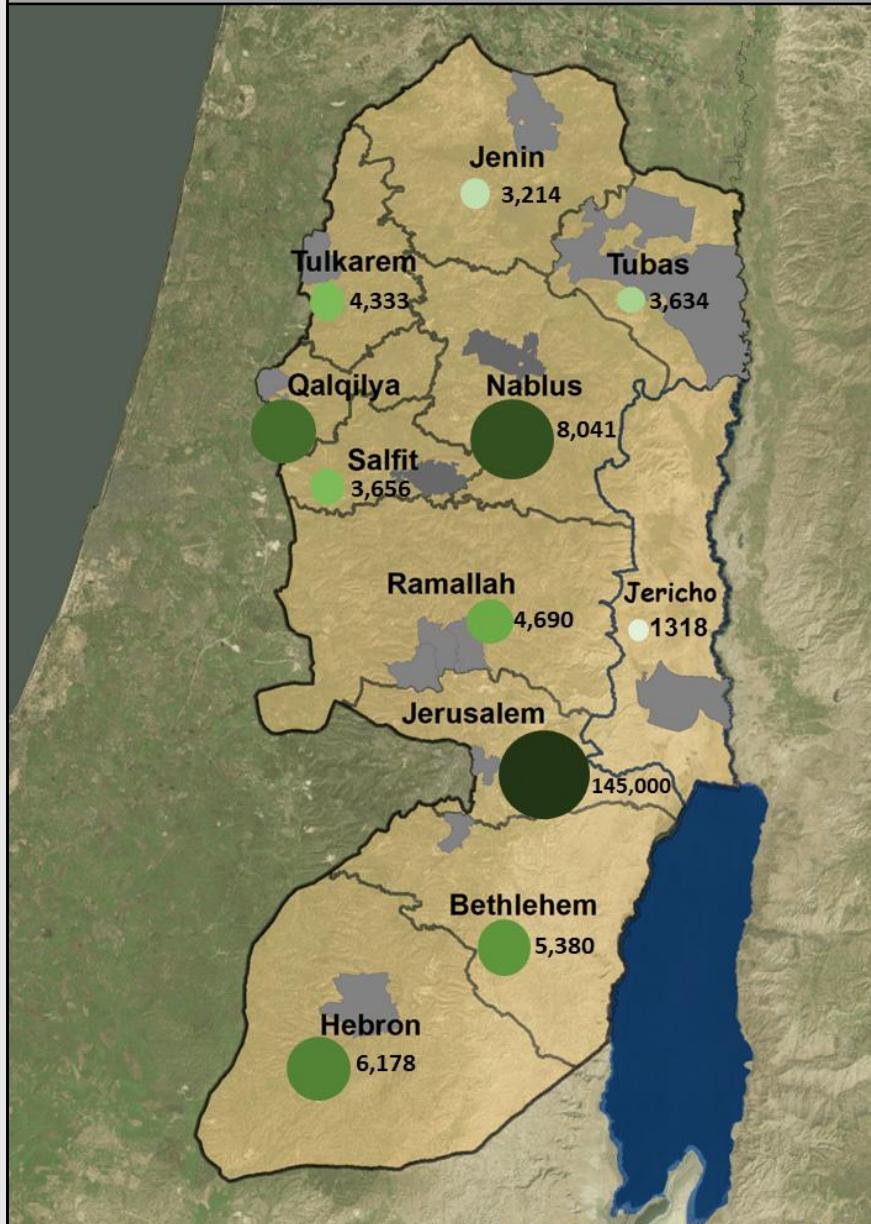 Jenin
3,214
Tulkarem
4,333
Tubas
3,634
Qalqilya
Nablus
8,041
Salfit
3,656
Ramallah
4,690
Jericho
1318
Jerusalem
145,000
Bethlehem
5,380
Hebron
6,178